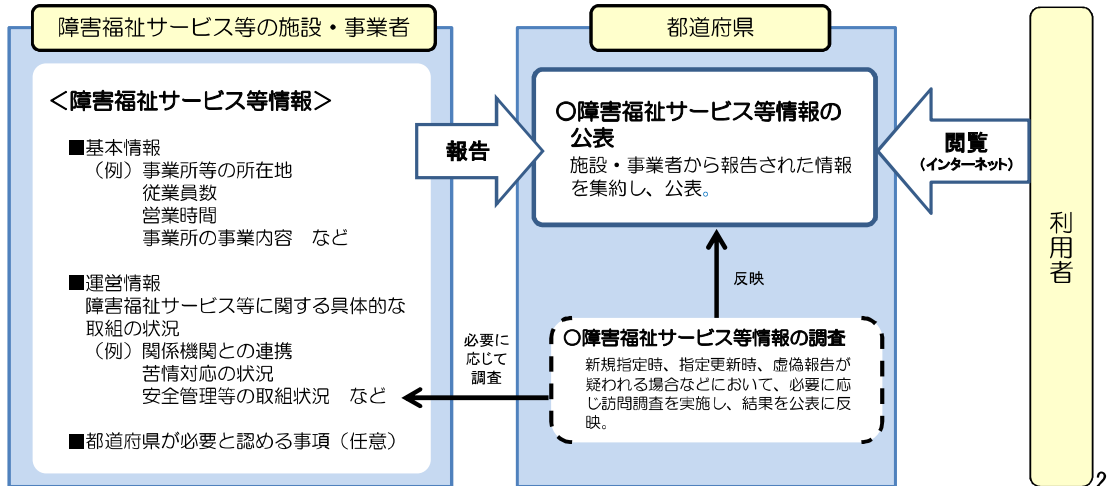 障害福祉サービス等の施設・事業者
<障害福祉サービス等情報>
■基本情報
（例）事業所等の所在地
従業員数
営業時間
事業所の事業内容　など
■運営情報
障害福祉サービス等に関する具体的な
取組の状況
（例）関係機関との連携
苦情対応の状況
安全管理等の取組状況　など
■都道府県が必要と認める事項（任意）
報告
都道府県
○障害福祉サービス等情報の
公表
施設・事業者から報告された情報
を集約し、公表。
反映
○障害福祉サービス等情報の調査
新規指定時、指定更新時、虚偽報告が
疑われる場合などにおいて、必要に応
じ訪問調査を実施し、結果を公表に反
映。
必要に
応じて
調査
閲覧
（インターネット）
利用者
2